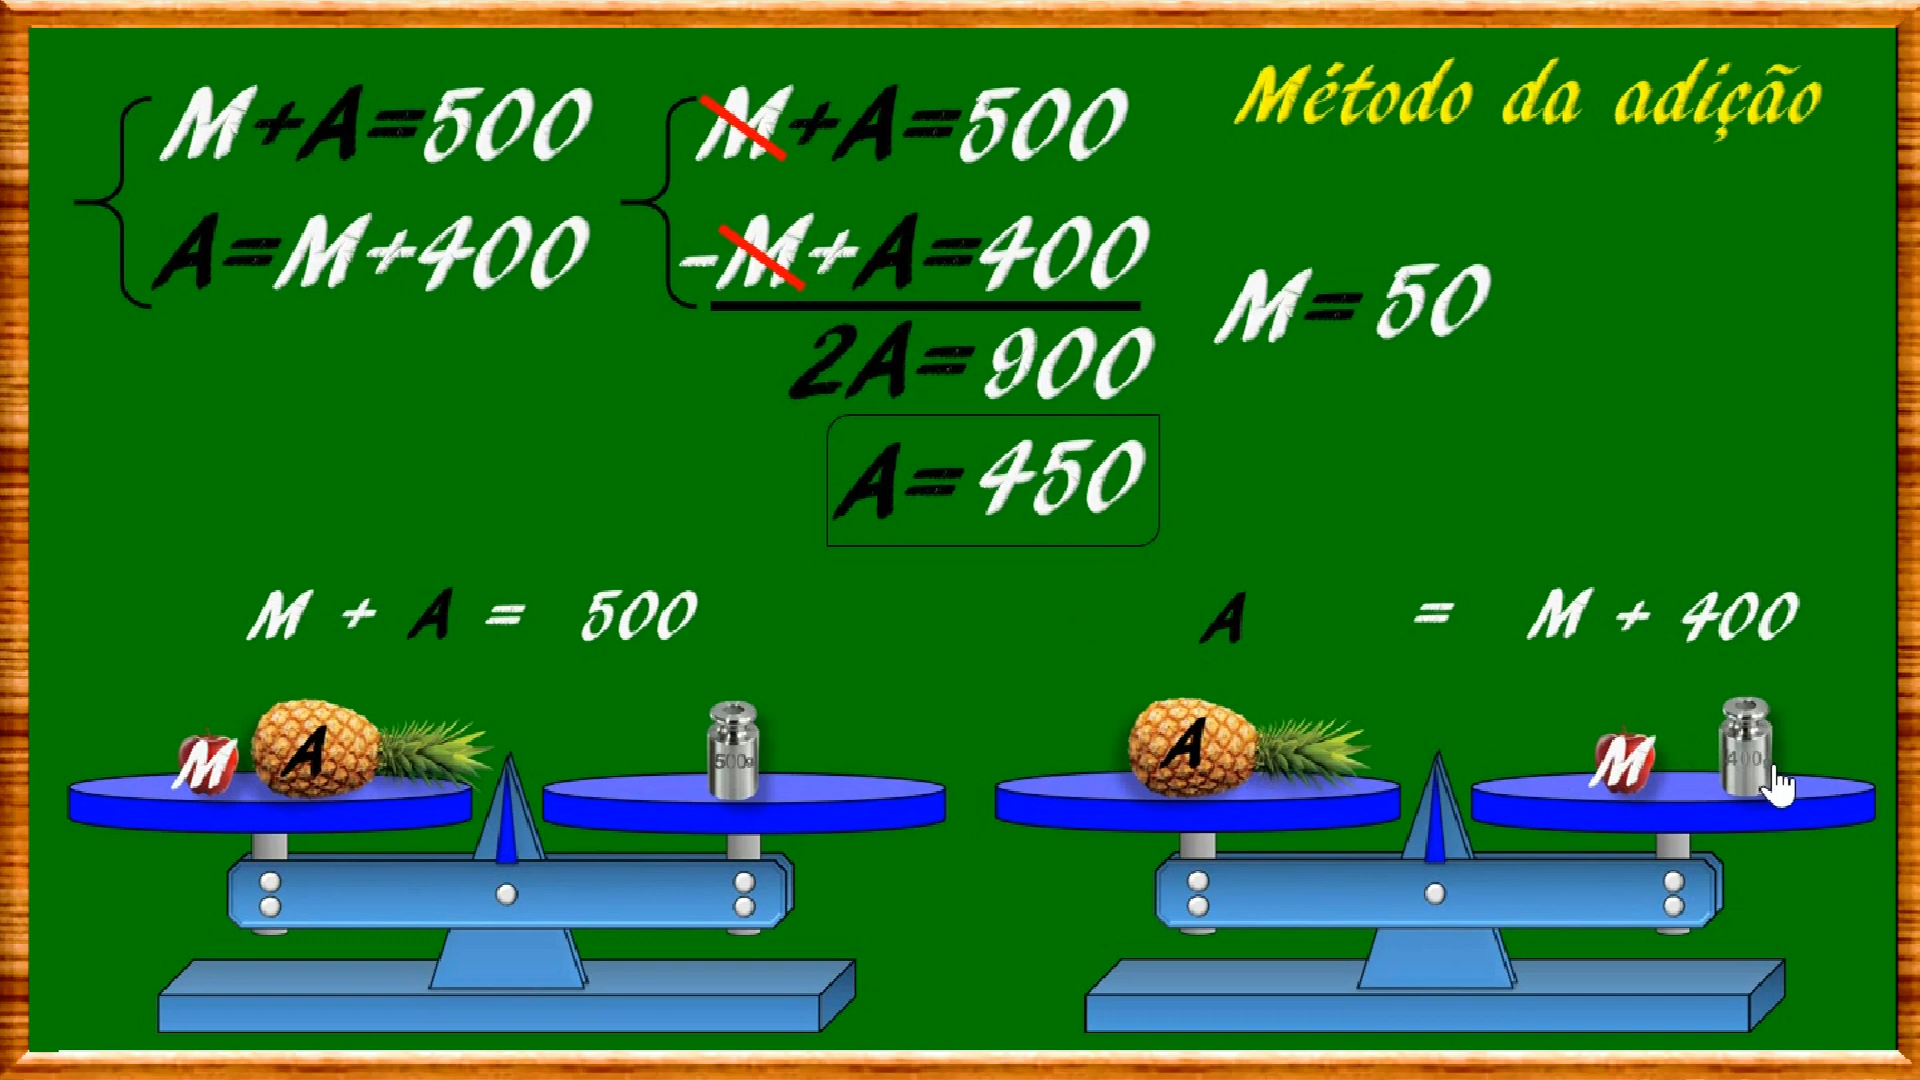 M+A=500
A=M+400
M+A=500
-M+A=400
2A=900
A=450
Método da adição
M=50
M + A = 500
A = M + 400
M
A
500g
A
M
400g